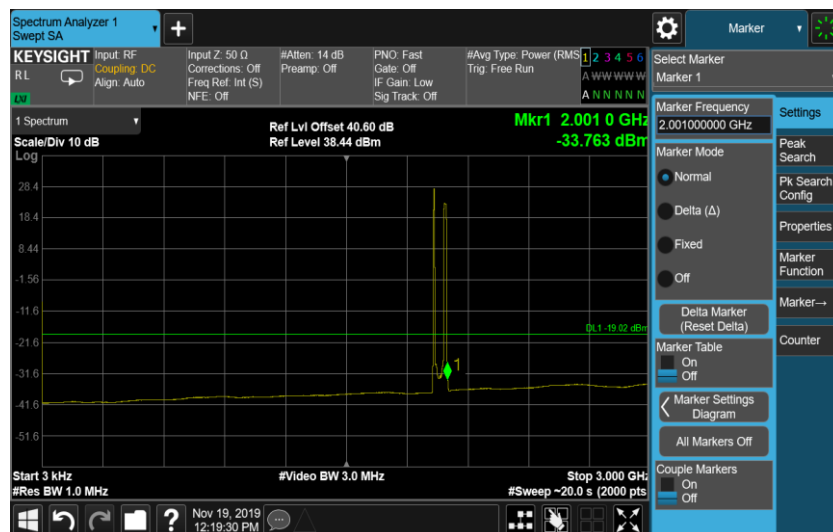 Spectrum Analyzer 1
Swept SA
Marker
KEYSIGHT
RL
LXI
Input: RF
Coupling: DC
Align: Auto
Input Z: 50 Ω
Corrections: Off
Freq Ref: Int (S)
NFE: Off
#Atten: 14 dB
Preamp: Off
PNO: Fast
Gate: Off
IF Gain: Low
Sig Track: Off
#Avg Type: Power (RMS
Trig: Free Run
1 2 3 4 5 6
A W W W W W
A N N N N N
Select Marker
Marker 1
1 Spectrum
Scale/Div 10 dB
Ref Lvl Offset 40.60 dB
Ref Level 38.44 dBm
Mkr1 2.001 0 GHz
-33.763 dBm
Log
28.4
18.4
8.44
-1.56
-11.6
-21.6
-31.6
-41.6
-51.6
DL1 -19.02 dBm
1
Start 3 kHz
#Res BW 1.0 MHz
#Video BW 3.0 MHz
Stop 3.000 GHz
#Sweep ~20.0 s (2000 pts
Marker Frequency
2.001000000 GHz
Marker Mode
Normal
Delta (Δ)
Fixed
Off
Delta Marker
(Reset Delta)
Marker Table
On
Off
Marker Settings
Diagram
All Markers Off
Couple Markers
On
Off
Settings
Peak
Search
Pk Search
Config
Properties
Marker
Function
Marker→
Counter
?
Nov 19, 2019
12:19:30 PM